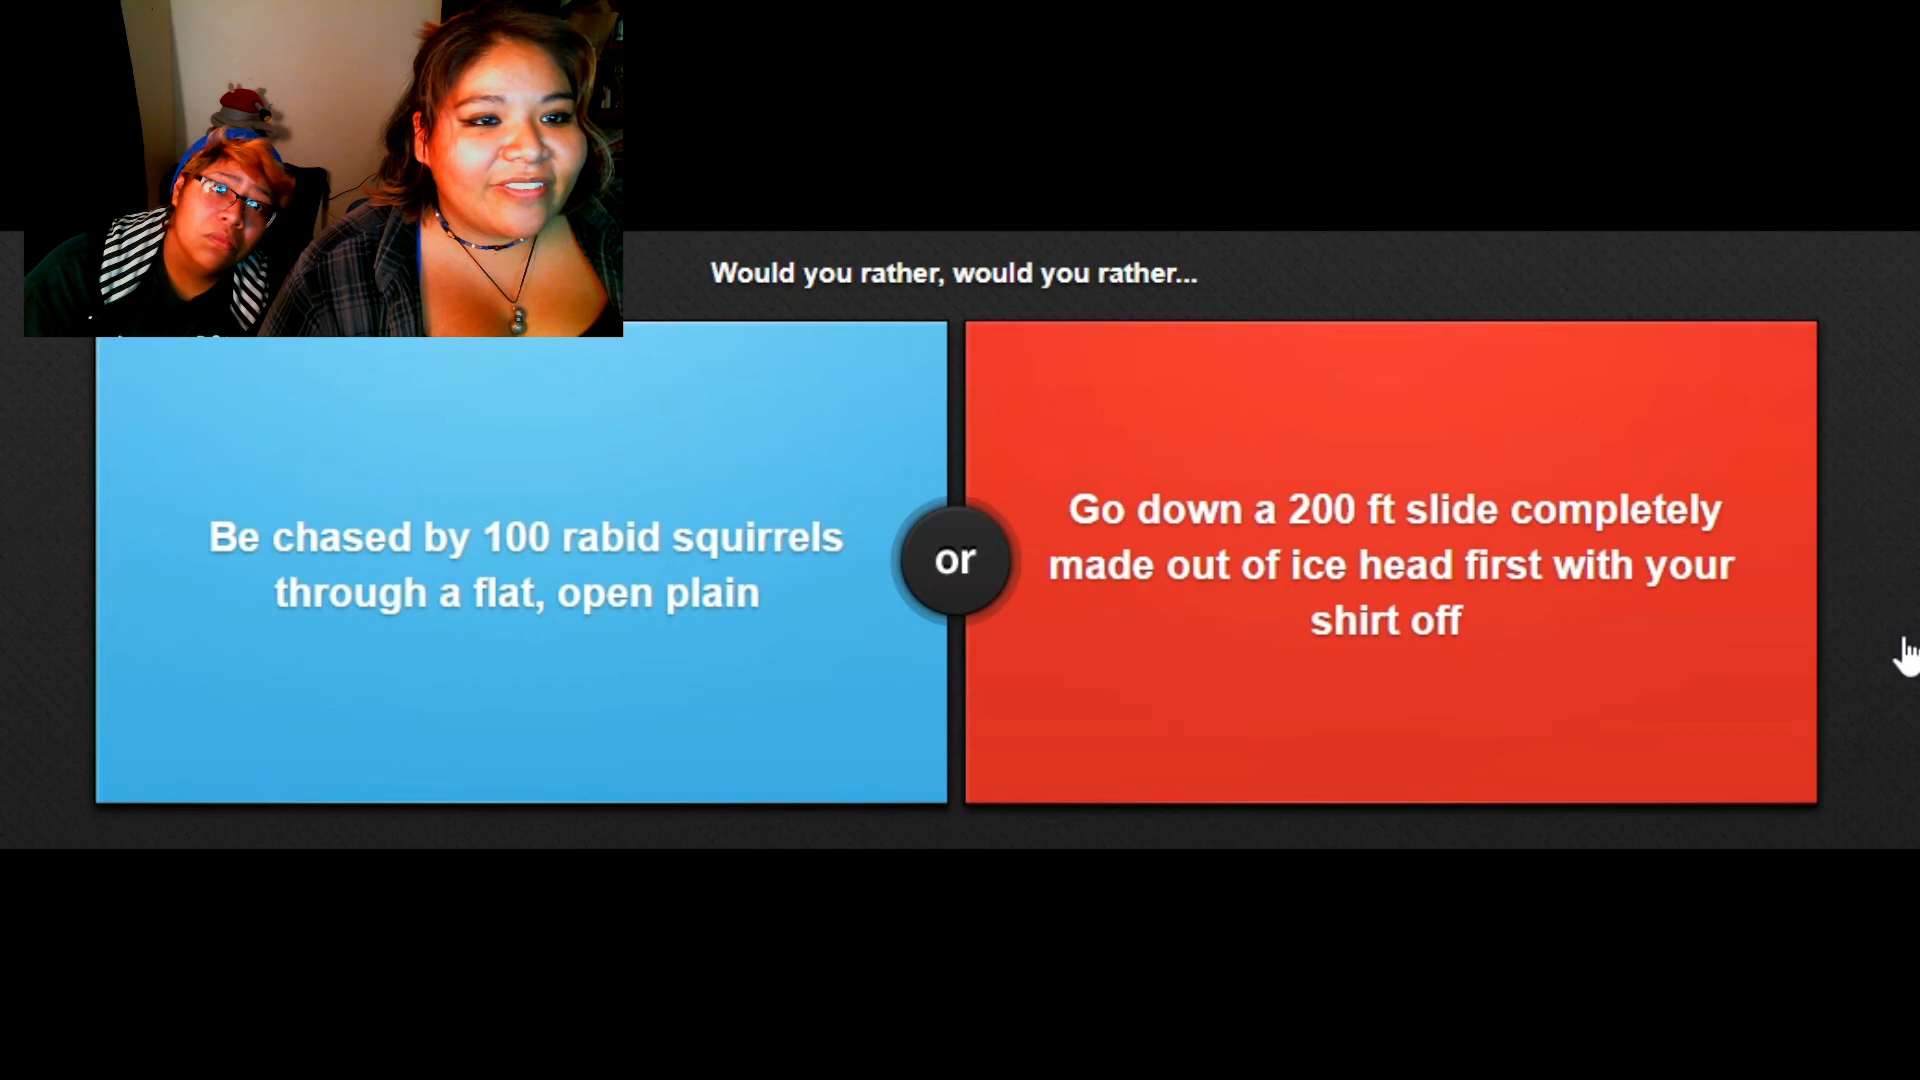 Would you rather, would you rather...
Be chased by 100 rabid squirrels
through a flat, open plain
or
Go down a 200 ft slide completely
made out of ice head first with your
shirt off